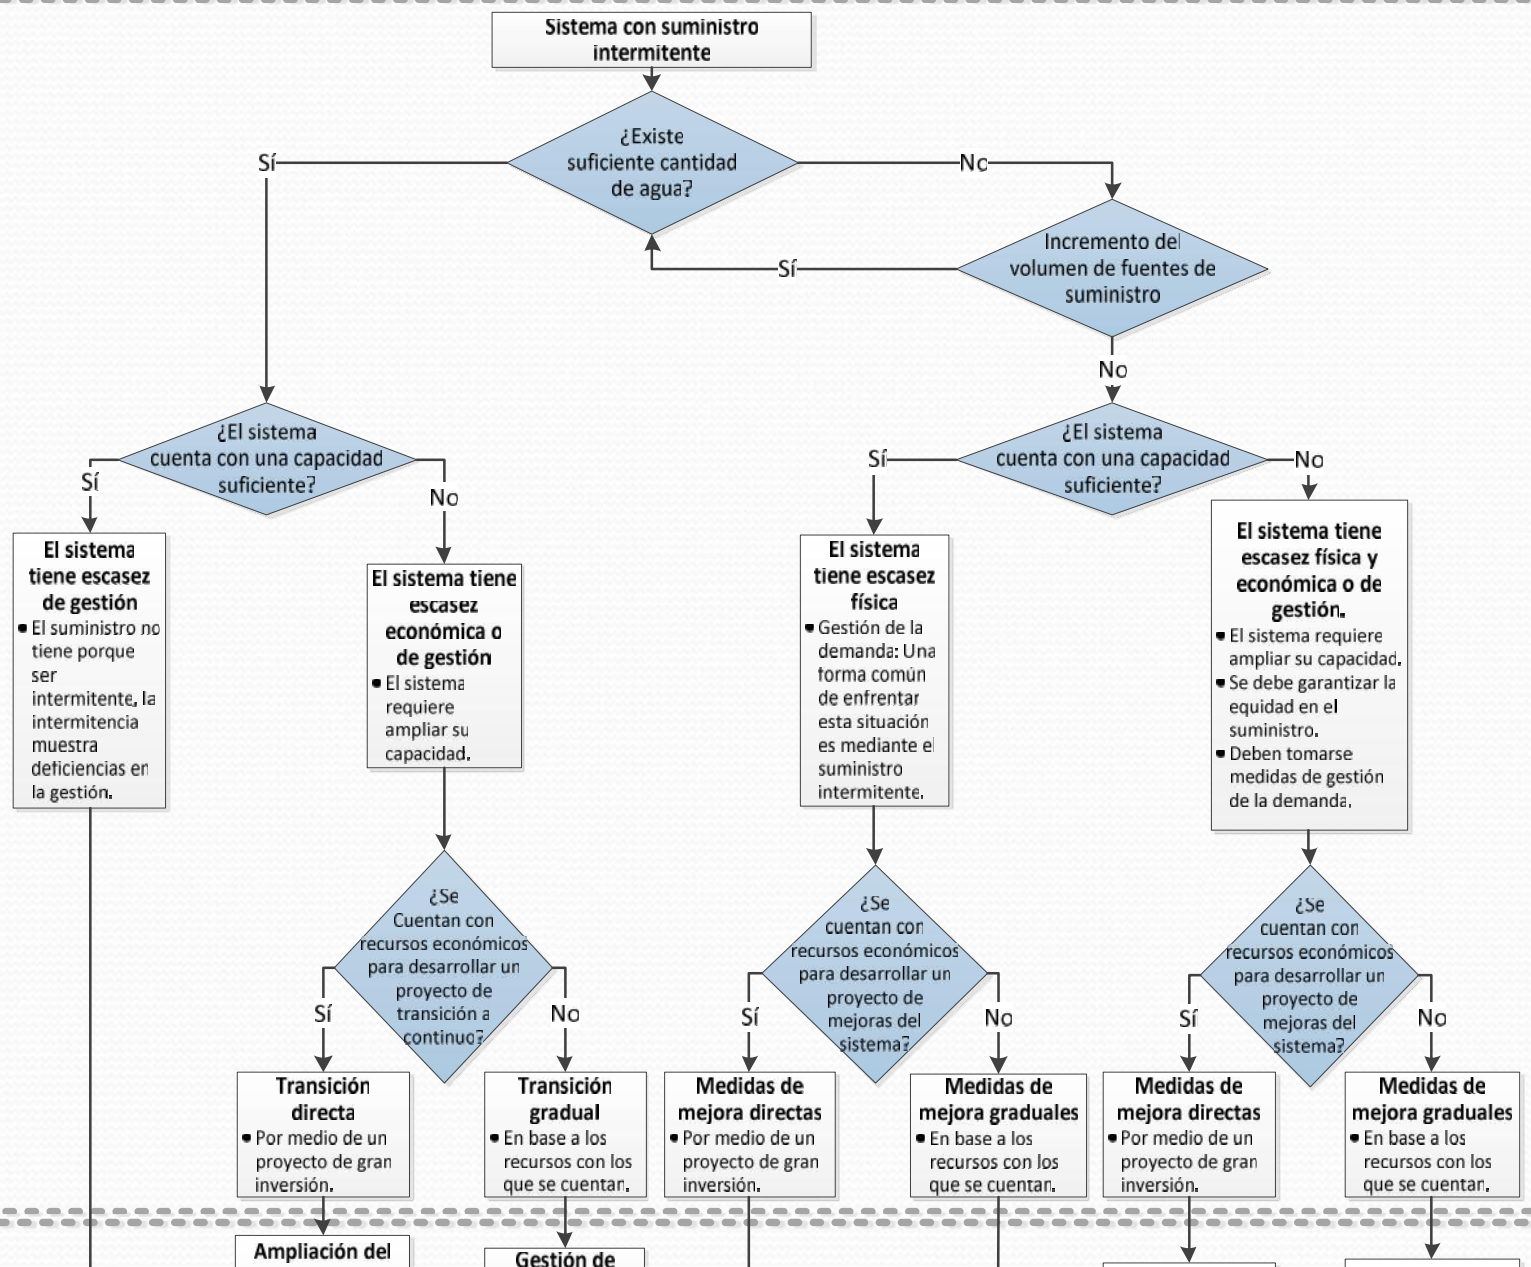 Sistema con suministro
intermitente
¿Existe
suficiente cantidad
de agua?
Sí
No
Incremento del
volumen de fuentes de
suministro
Sí
No
¿El sistema
cuenta con una capacidad
suficiente?
Sí
No
¿El sistema
cuenta con una capacidad
suficiente?
Sí
No
El sistema
tiene escasez
de gestión
▪ El suministro no
tiene porque
ser
intermitente, la
intermitencia
muestra
deficiencias en
la gestión.
El sistema tiene
escasez
económica o
de gestión
▪ El sistema
requiere
ampliar su
capacidad.
El sistema
tiene escasez
física
▪ Gestión de la
demanda: Una
forma común
de enfrentar
esta situación
es mediante el
suministro
intermitente.
El sistema tiene
escasez física y
económica o de
gestión.
▪ El sistema requiere
ampliar su capacidad.
▪ Se debe garantizar la
equidad en el
suministro.
▪ Deben tomarse
medidas de gestión
de la demanda.
¿Se
Cuentan con
recursos económicos
para desarrollar un
proyecto de
transición a
continuo?
Sí
No
¿Se
cuentan con
recursos económicos
para desarrollar un
proyecto de
mejoras del
sistema?
Sí
No
¿Se
cuentan con
recursos económicos
para desarrollar un
proyecto de
mejoras del
sistema?
Sí
No
Transición
directa
▪ Por medio de un
proyecto de gran
inversión.
Transición
gradual
▪ En base a los
recursos con los
que se cuentan.
Medidas de
mejora directas
▪ Por medio de un
proyecto de gran
inversión.
Medidas de
mejora graduales
▪ En base a los
recursos con los
que se cuentan.
Medidas de
mejora directas
▪ Por medio de un
proyecto de gran
inversión.
Medidas de
mejora graduales
▪ En base a los
recursos con los
que se cuentan.
Ampliación del
Gestión de